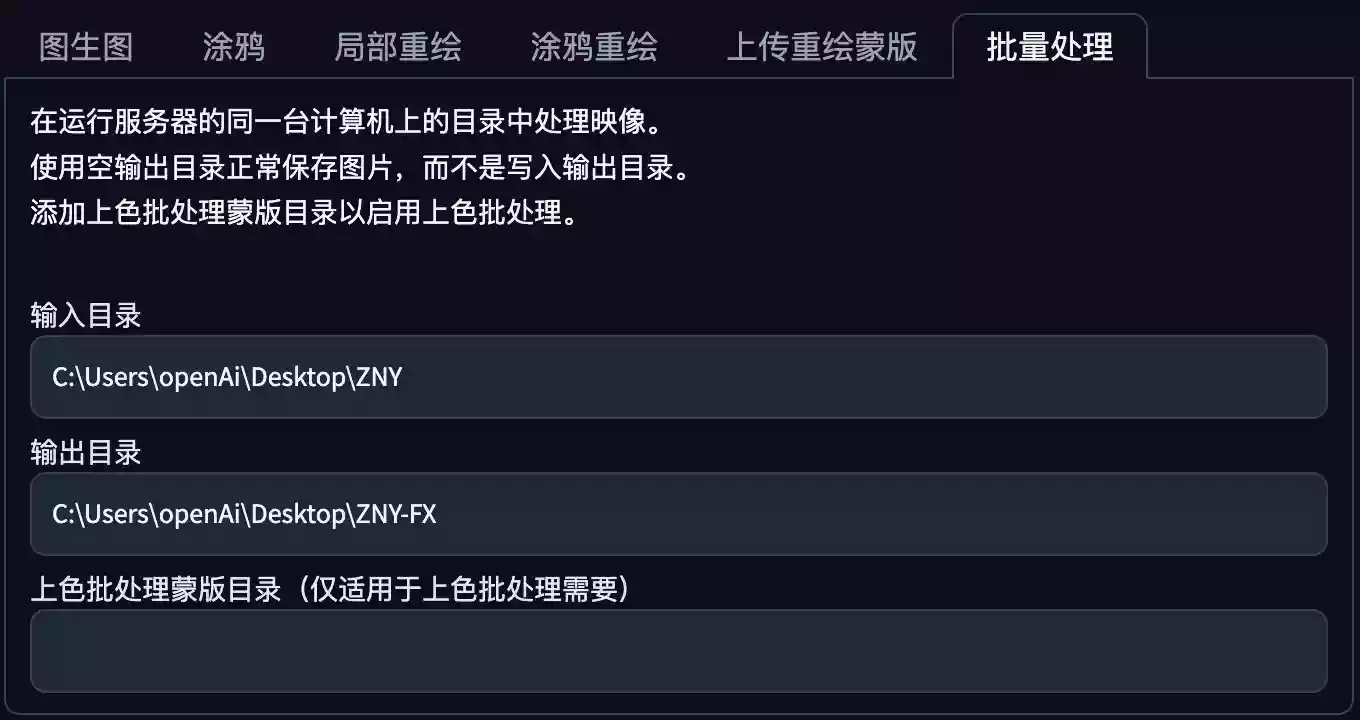 图生图 涂鸦 局部重绘 涂鸦重绘 上传重绘蒙版 批量处理
在运行服务器的同一台计算机上的目录中处理映像。
使用空输出目录正常保存图片，而不是写入输出目录。
添加上色批处理蒙版目录以启用上色批处理。
输入目录
C:\Users\openAi\Desktop\ZNY
输出目录
C:\Users\openAi\Desktop\ZNY-FX
上色批处理蒙版目录（仅适用于上色批处理需要）